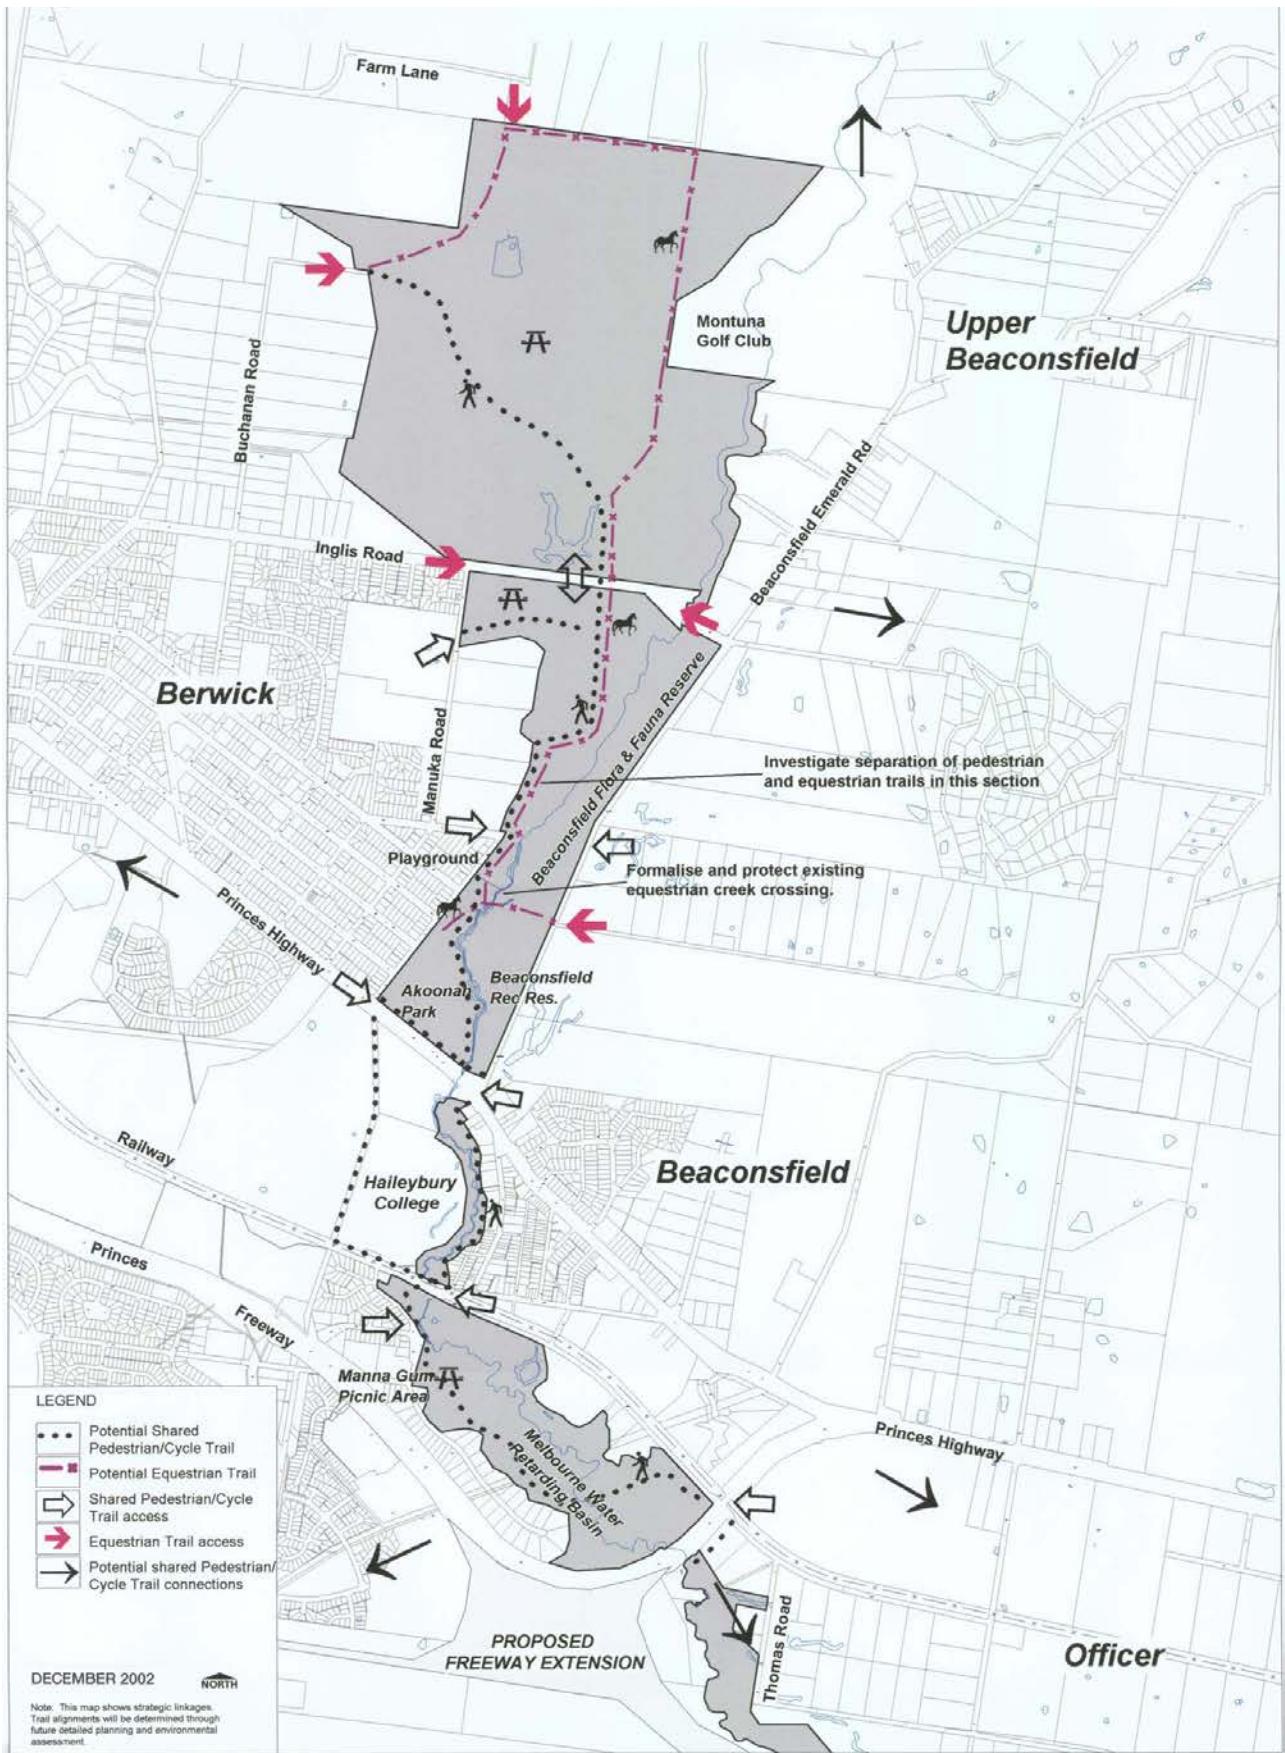 Farm Lane
Montuna
Golf Club
Upper
Beaconsfield
Buchanan Road
Beaconsfield Emerald Rd
Inglis Road
Berwick
Manuka Road
Beaconsfield Flora & Fauna Reserve
Investigate separation of pedestrian
and equestrian trails in this section
Playground
Formalise and protect existing
equestrian creek crossing.
Princes Highway
Akoonah
Park
Beaconsfield
Rec Res.
Railway
Haileybury
College
Beaconsfield
Princes
Freeway
Manna Gum
Picnic Area
Melbourne Water
Retarding Basin
Princes Highway
PROPOSED
FREEWAY EXTENSION
Thomas Road
Officer
LEGEND
Potential Shared
Pedestrian/Cycle Trail
Potential Equestrian Trail
Shared Pedestrian/Cycle
Trail access
Equestrian Trail access
Potential shared Pedestrian/
Cycle Trail connections
DECEMBER 2002
NORTH
Note: This map shows strategic linkages.
Trail alignments will be determined through
future detailed planning and environmental
assessment.